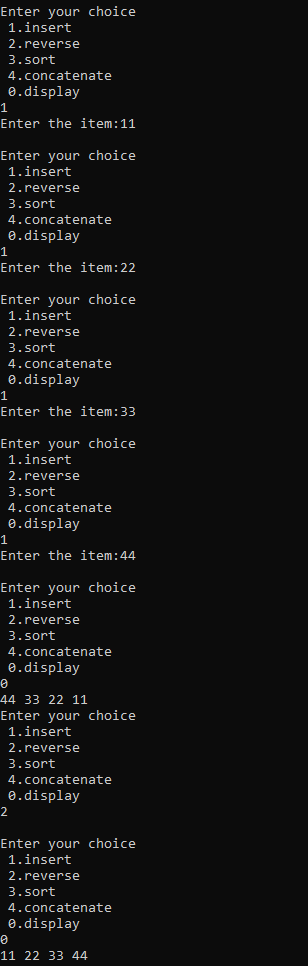 Enter your choice
1.insert
2.reverse
3.sort
4.concatenate
0.display
1
Enter the item:11
Enter your choice
1.insert
2.reverse
3.sort
4.concatenate
0.display
1
Enter the item:22
Enter your choice
1.insert
2.reverse
3.sort
4.concatenate
0.display
1
Enter the item:33
Enter your choice
1.insert
2.reverse
3.sort
4.concatenate
0.display
1
Enter the item:44
Enter your choice
1.insert
2.reverse
3.sort
4.concatenate
0.display
0
44 33 22 11
Enter your choice
1.insert
2.reverse
3.sort
4.concatenate
0.display
2
Enter your choice
1.insert
2.reverse
3.sort
4.concatenate
0.display
0
11 22 33 44